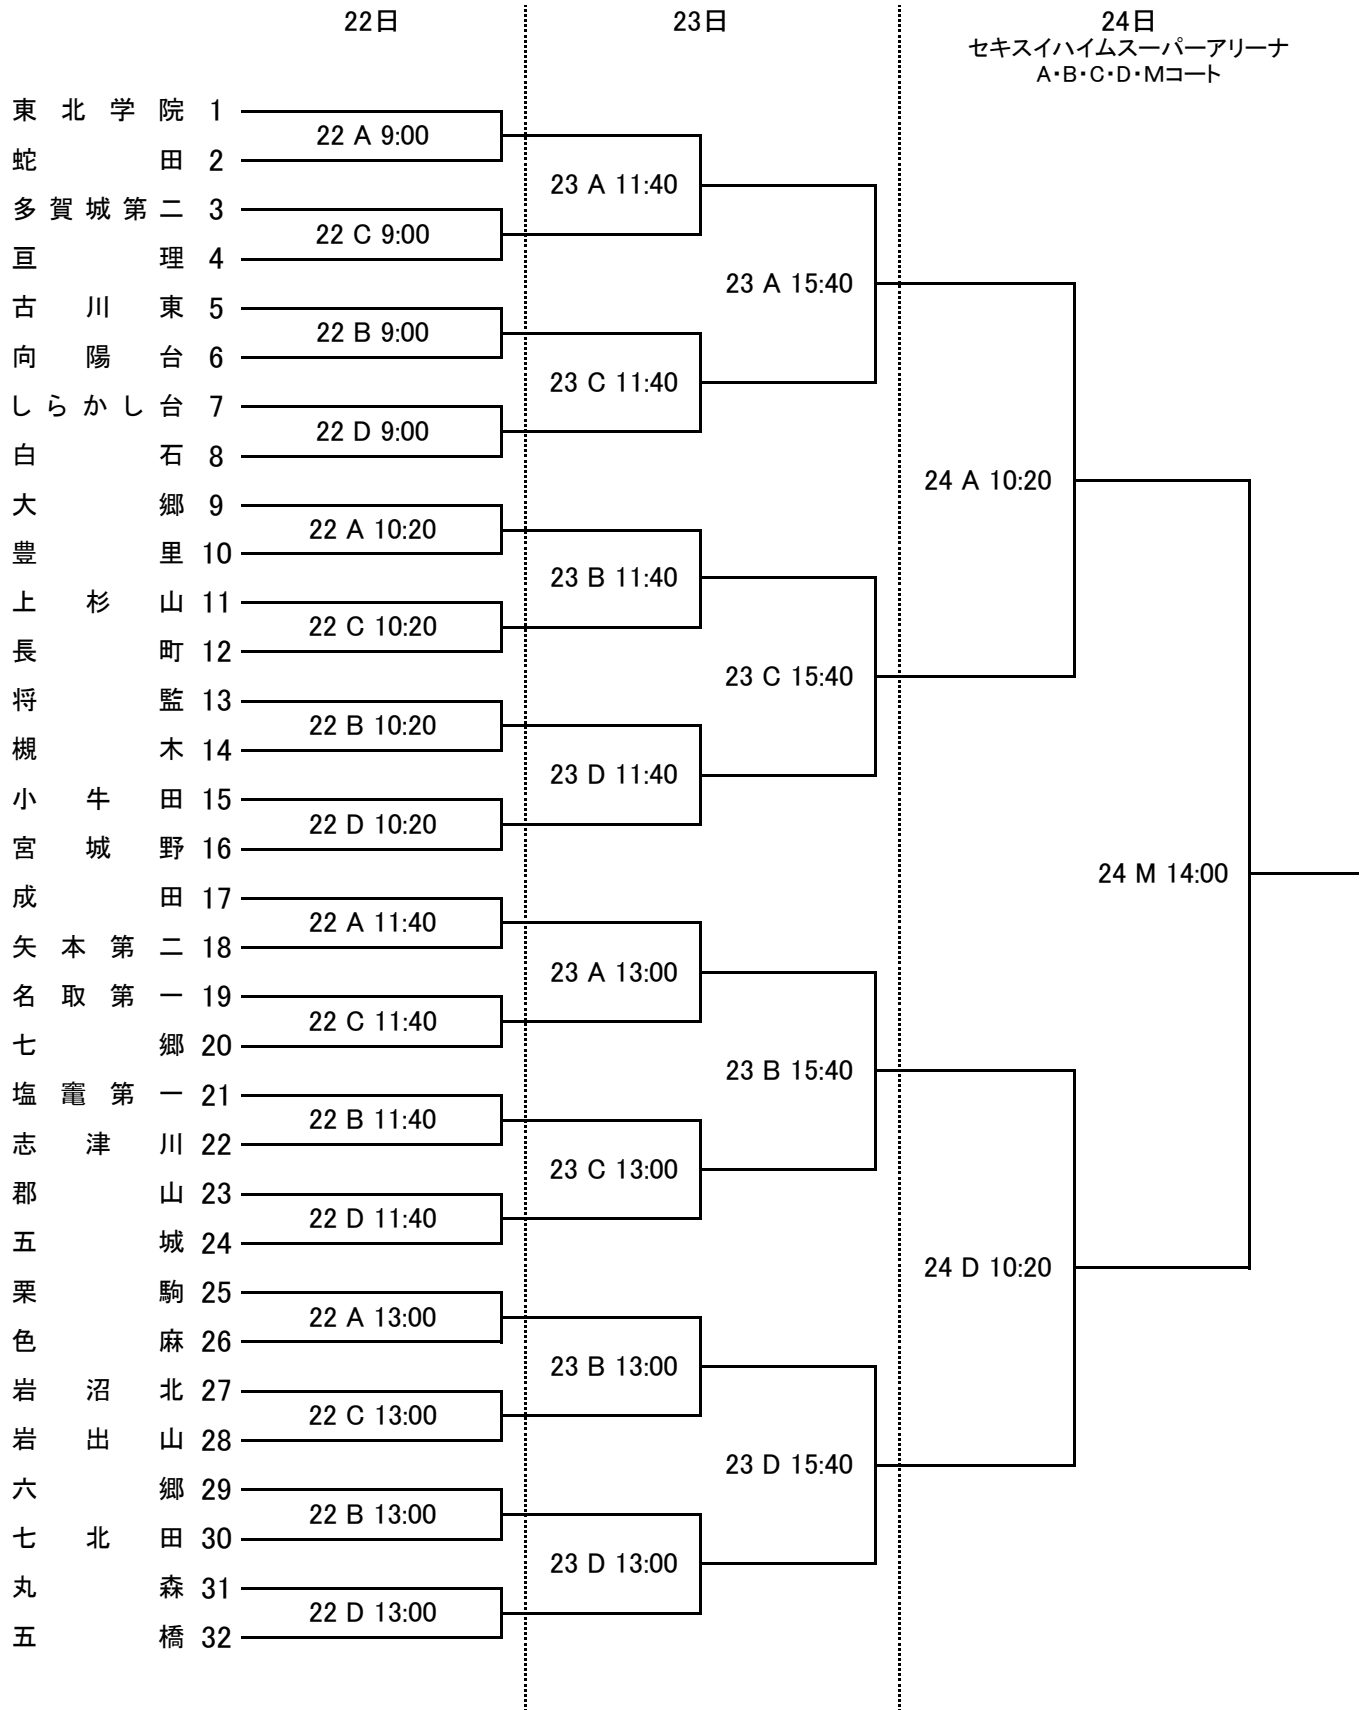 22日 23日 24日
セキスイハイムスーパーアリーナ
A・B・C・D・Mコート
東北学院 1
22 A 9:00
蛇田 2
23 A 11:40
多賀城第二 3
22 C 9:00
亘理 4
23 A 15:40
古川東 5
22 B 9:00
向陽台 6
23 C 11:40
しらかし台 7
22 D 9:00
白石 8
24 A 10:20
大郷 9
22 A 10:20
豊里 10
23 B 11:40
上杉山 11
22 C 10:20
長町 12
23 C 15:40
将監 13
22 B 10:20
槻木 14
23 D 11:40
小牛田 15
22 D 10:20
宮城野 16
24 M 14:00
成田 17
22 A 11:40
矢本第二 18
23 A 13:00
名取第一 19
22 C 11:40
七郷 20
23 B 15:40
塩竈第一 21
22 B 11:40
志津川 22
23 C 13:00
郡山 23
22 D 11:40
五城 24
24 D 10:20
栗駒 25
22 A 13:00
色麻 26
23 B 13:00
岩沼北 27
22 C 13:00
岩出山 28
23 D 15:40
六郷 29
22 B 13:00
七北田 30
23 D 13:00
丸森 31
22 D 13:00
五橋 32